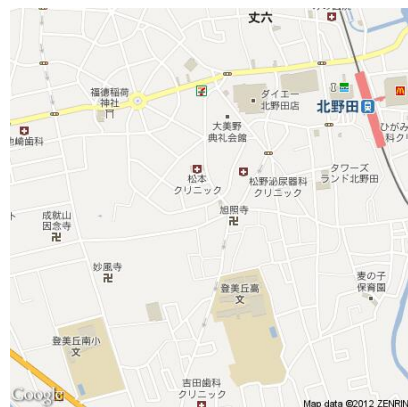 丈六
福徳稲荷
神社
ダイエー
北野田店
北野田
大美野
典礼会館
松本
クリニック
松野泌尿器科
クリニック
タワーズ
ランド北野田
成就山
因念寺
旭照寺
妙風寺
登美丘高
文
麦の子
保育園
登美丘南小
文
吉田歯科
クリニック
Google
Map data ©2012 ZENRIN